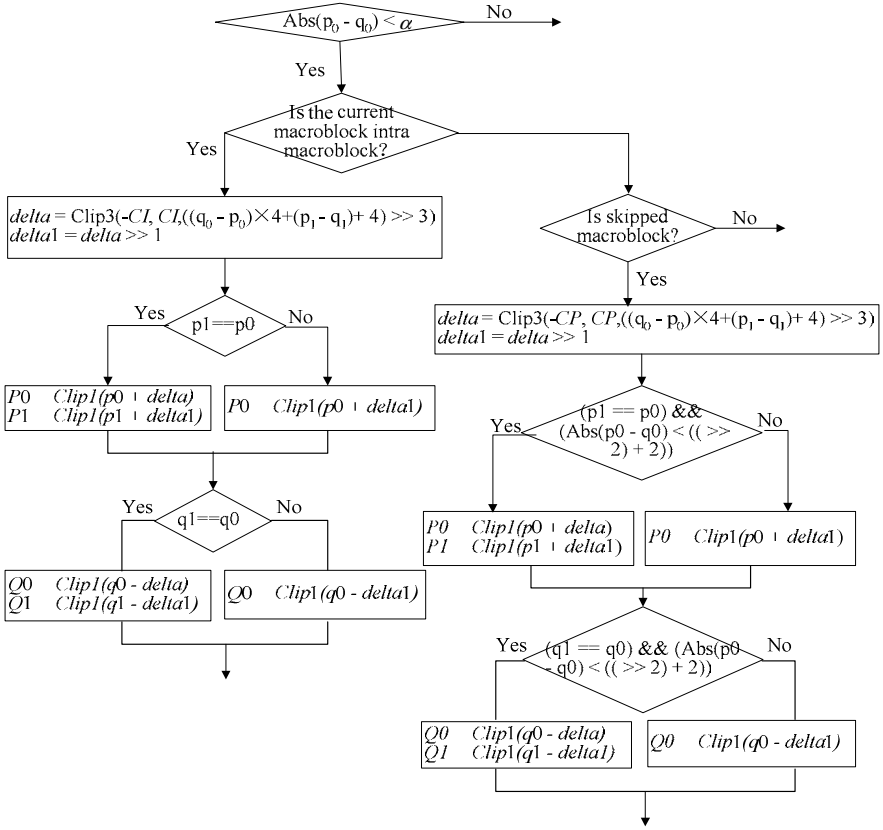 Abs(p₀ - q₀) < α
No
Yes
Is the current
macroblock intra
macroblock?
Yes
delta = Clip3(-CI, CI,((q₀ - p₀)×4+(p₁ - q₁)+ 4) >> 3)
delta1 = delta >> 1
Is skipped
macroblock?
No
Yes
Yes
p1==p0
No
delta = Clip3(-CP, CP,((q₀ - p₀)×4+(p₁ - q₁)+ 4) >> 3)
delta1 = delta >> 1
P0 Clip1(p0 + delta)
P1 Clip1(p1 + delta1)
P0 Clip1(p0 + delta1)
Yes
(p1 == p0) &&
(Abs(p0 - q0) < (( >>
2) + 2))
No
Yes
q1==q0
No
P0 Clip1(p0 + delta)
P1 Clip1(p1 + delta1)
P0 Clip1(p0 + delta1)
Q0 Clip1(q0 - delta)
Q1 Clip1(q1 - delta1)
Q0 Clip1(q0 - delta1)
Yes
(q1 == q0) && (Abs(p0
- q0) < (( >> 2) + 2))
No
Q0 Clip1(q0 - delta)
Q1 Clip1(q1 - delta1)
Q0 Clip1(q0 - delta1)